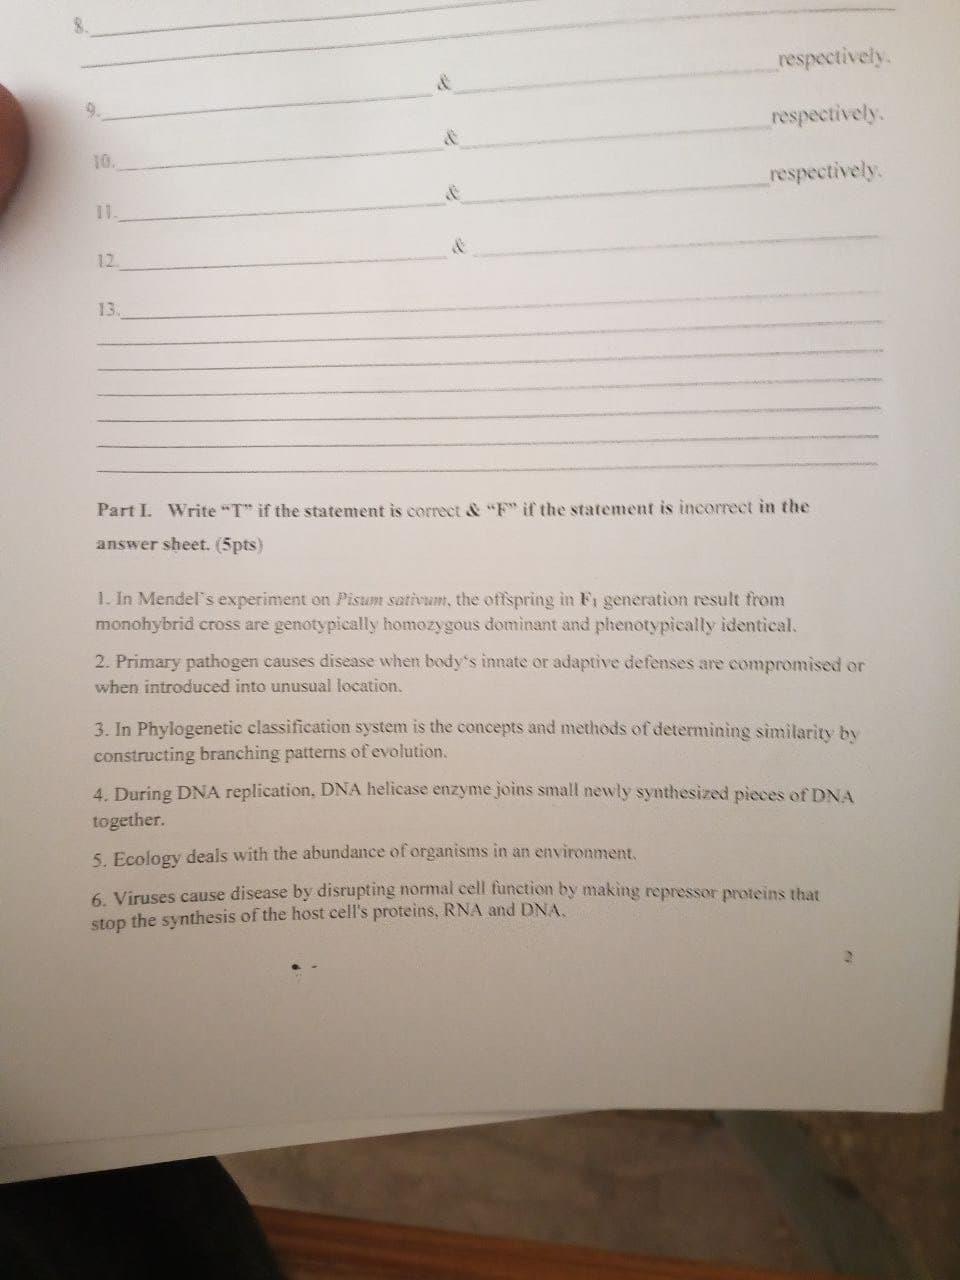 8.
respectively.
9. &
respectively.
10. &
respectively.
11. &
12. &
13.
Part I. Write “T” if the statement is correct & “F” if the statement is incorrect in the
answer sheet. (5pts)
1. In Mendel's experiment on Pisum sativum, the offspring in F1 generation result from
monohybrid cross are genotypically homozygous dominant and phenotypically identical.
2. Primary pathogen causes disease when body‘s innate or adaptive defenses are compromised or
when introduced into unusual location.
3. In Phylogenetic classification system is the concepts and methods of determining similarity by
constructing branching patterns of evolution.
4. During DNA replication, DNA helicase enzyme joins small newly synthesized pieces of DNA
together.
5. Ecology deals with the abundance of organisms in an environment.
6. Viruses cause disease by disrupting normal cell function by making repressor proteins that
stop the synthesis of the host cell's proteins, RNA and DNA.
2